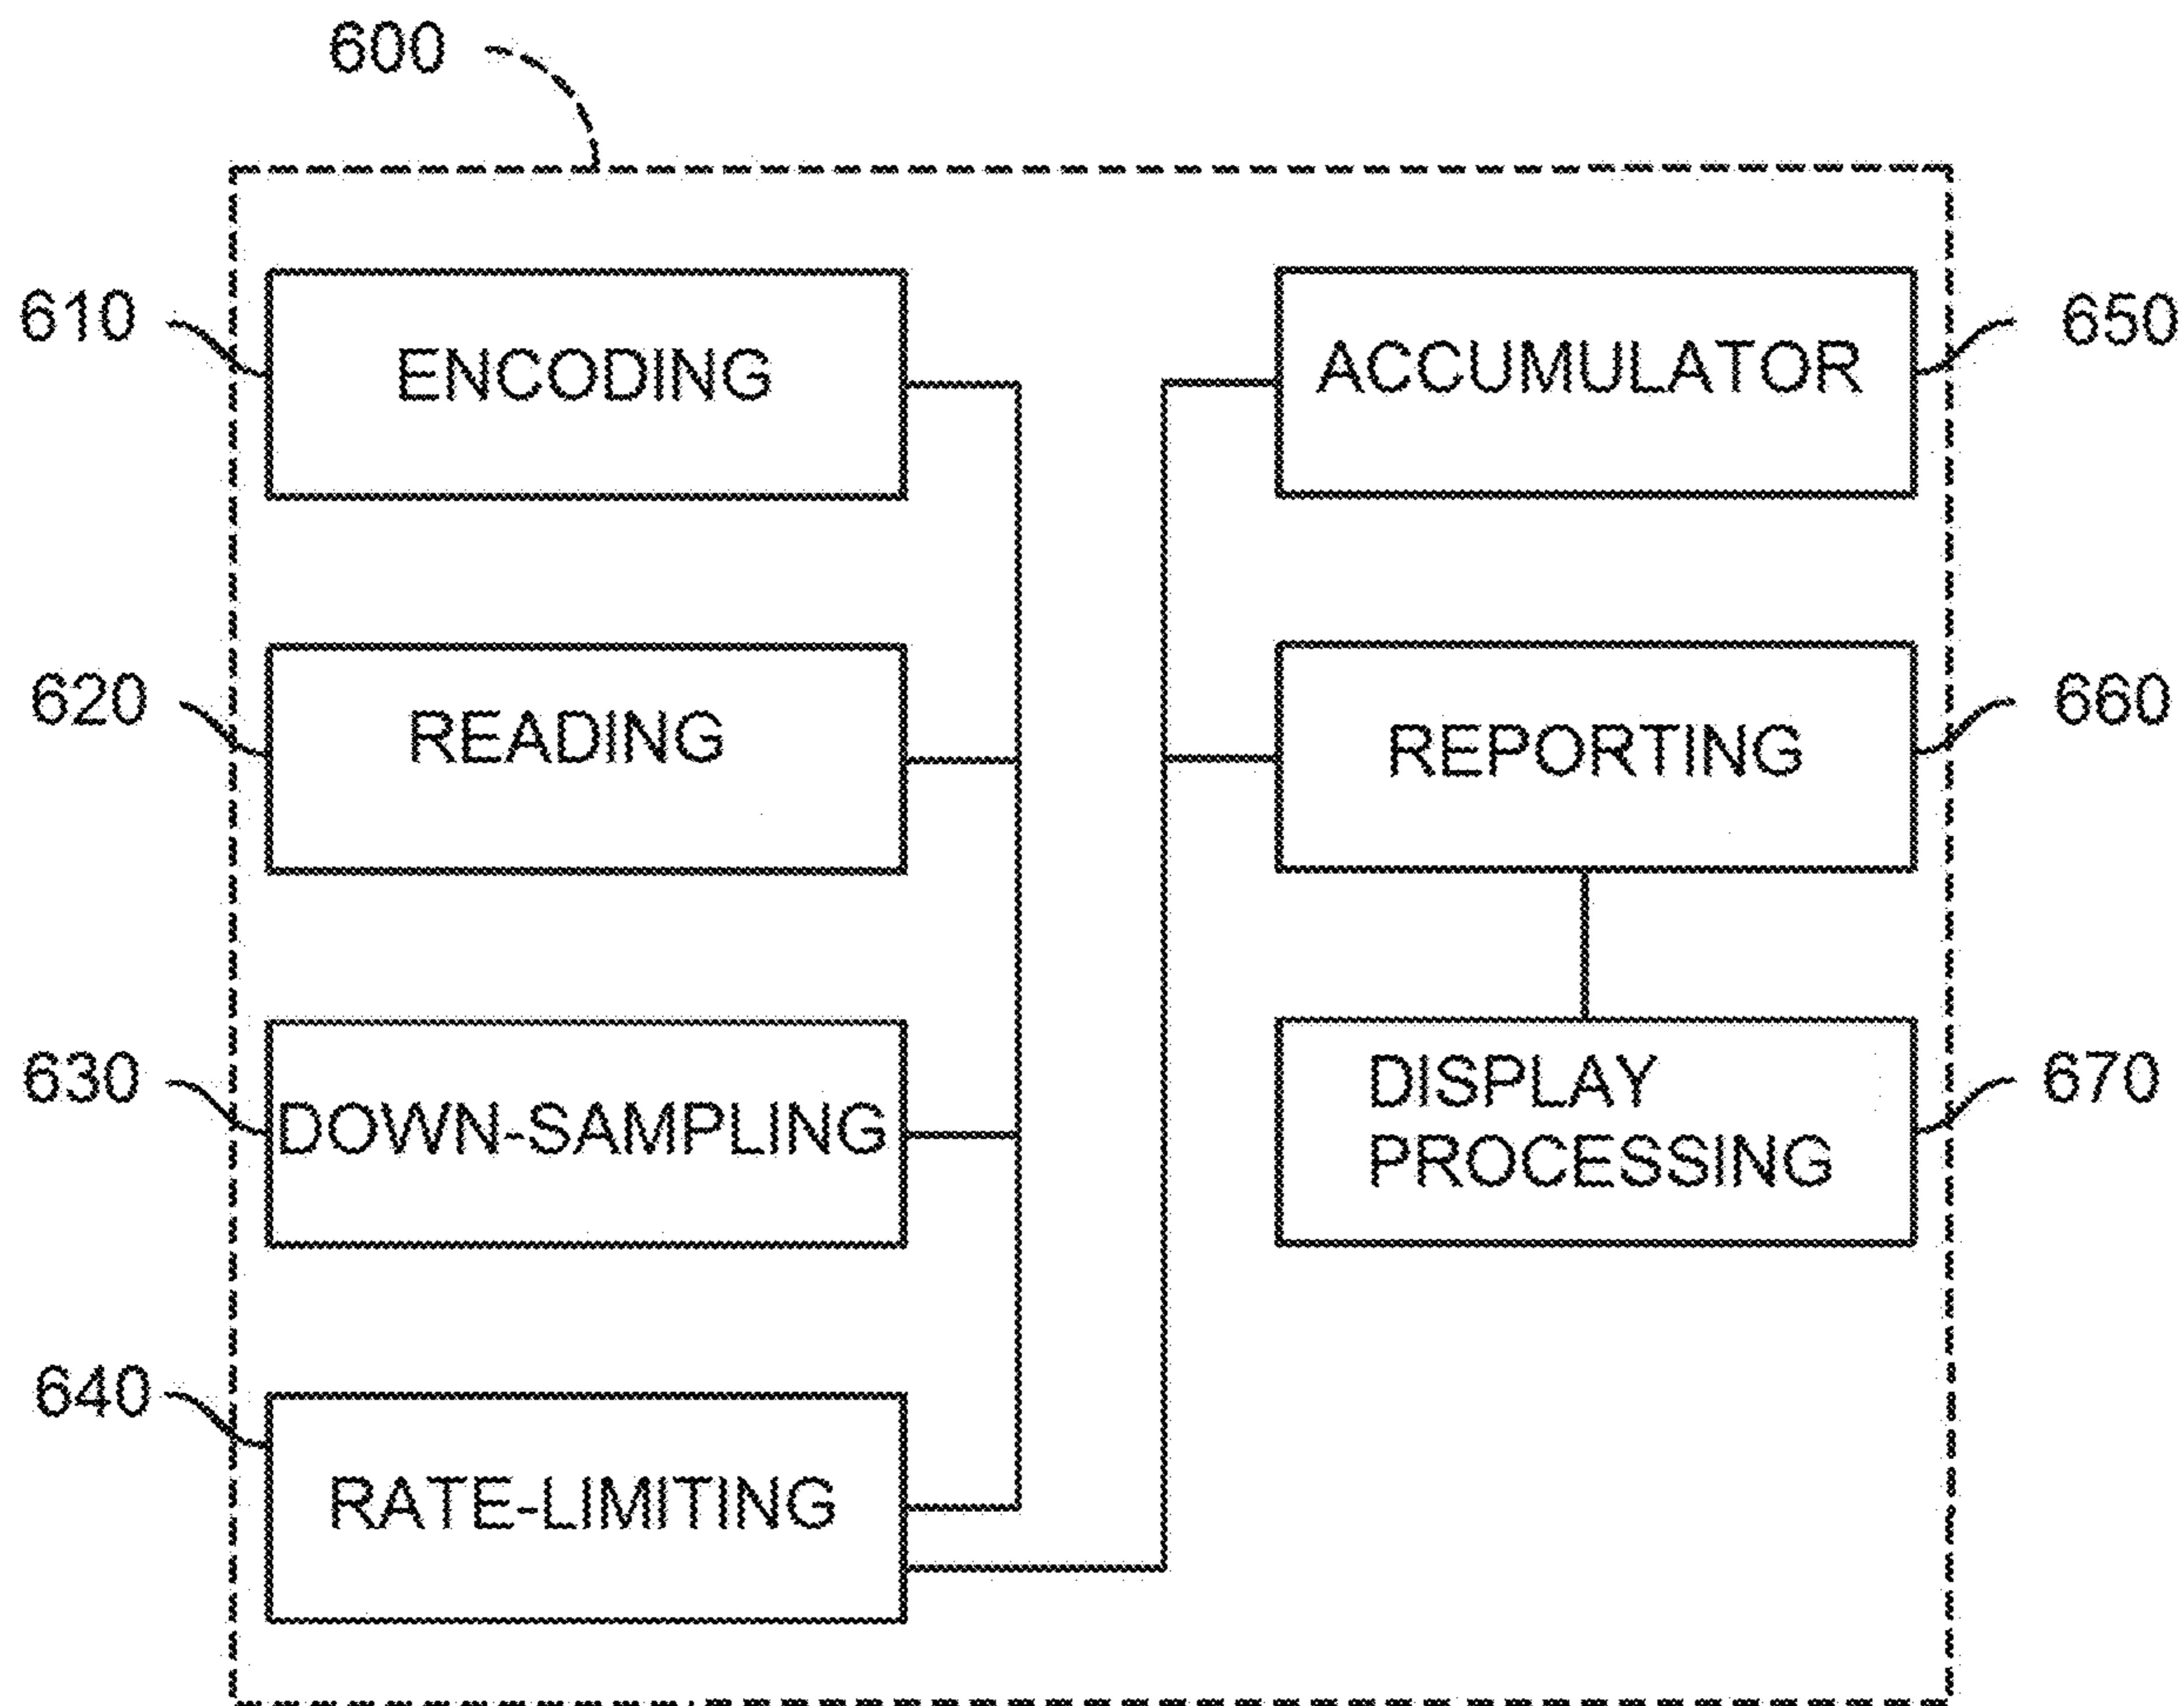 600
610
ENCODING
ACCUMULATOR
650
620
READING
REPORTING
660
630
DOWN-SAMPLING
DISPLAY
PROCESSING
670
640
RATE-LIMITING